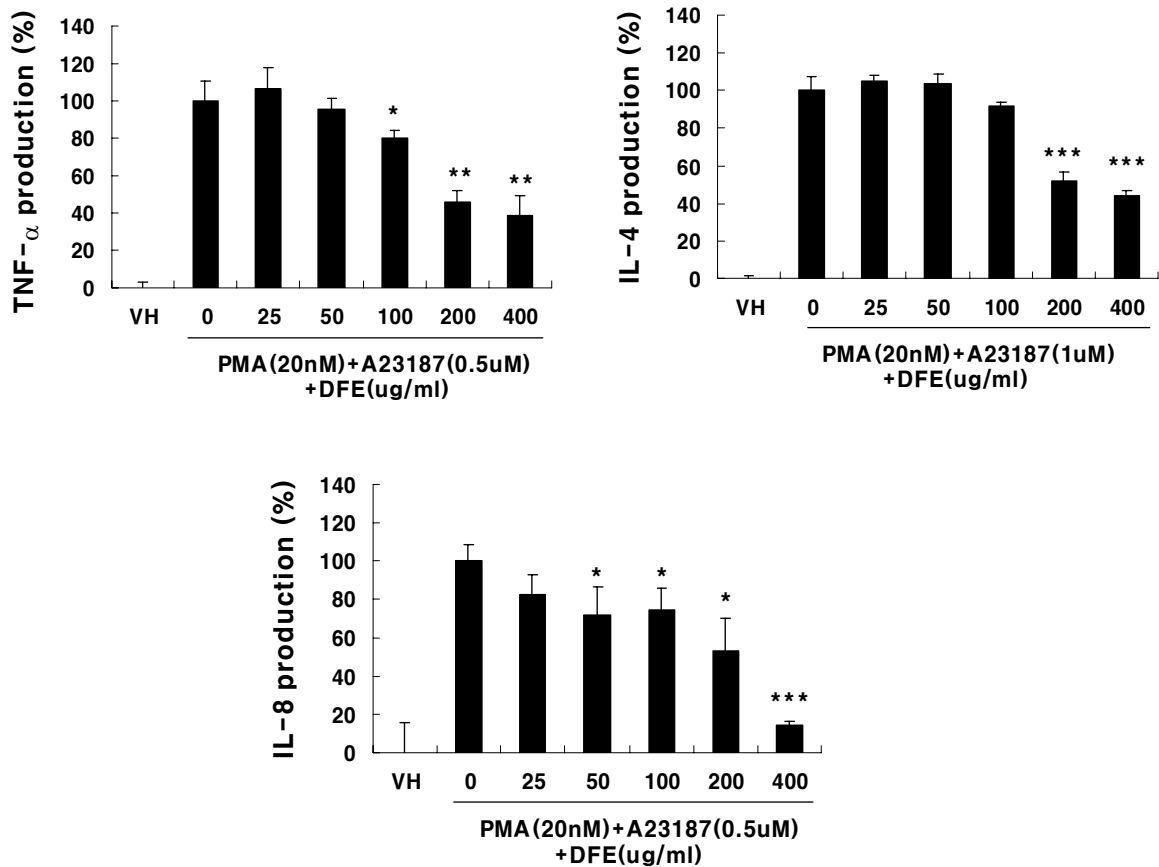 TNF-α production (%)
140
120
100
80
60
40
20
0
*
**
**
VH 0 25 50 100 200 400
PMA(20nM)+A23187(0.5uM)
+DFE(ug/ml)
IL-4 production (%)
140
120
100
80
60
40
20
0
***
***
VH 0 25 50 100 200 400
PMA(20nM)+A23187(1uM)
+DFE(ug/ml)
IL-8 production (%)
140
120
100
80
60
40
20
0
*
*
*
***
VH 0 25 50 100 200 400
PMA(20nM)+A23187(0.5uM)
+DFE(ug/ml)